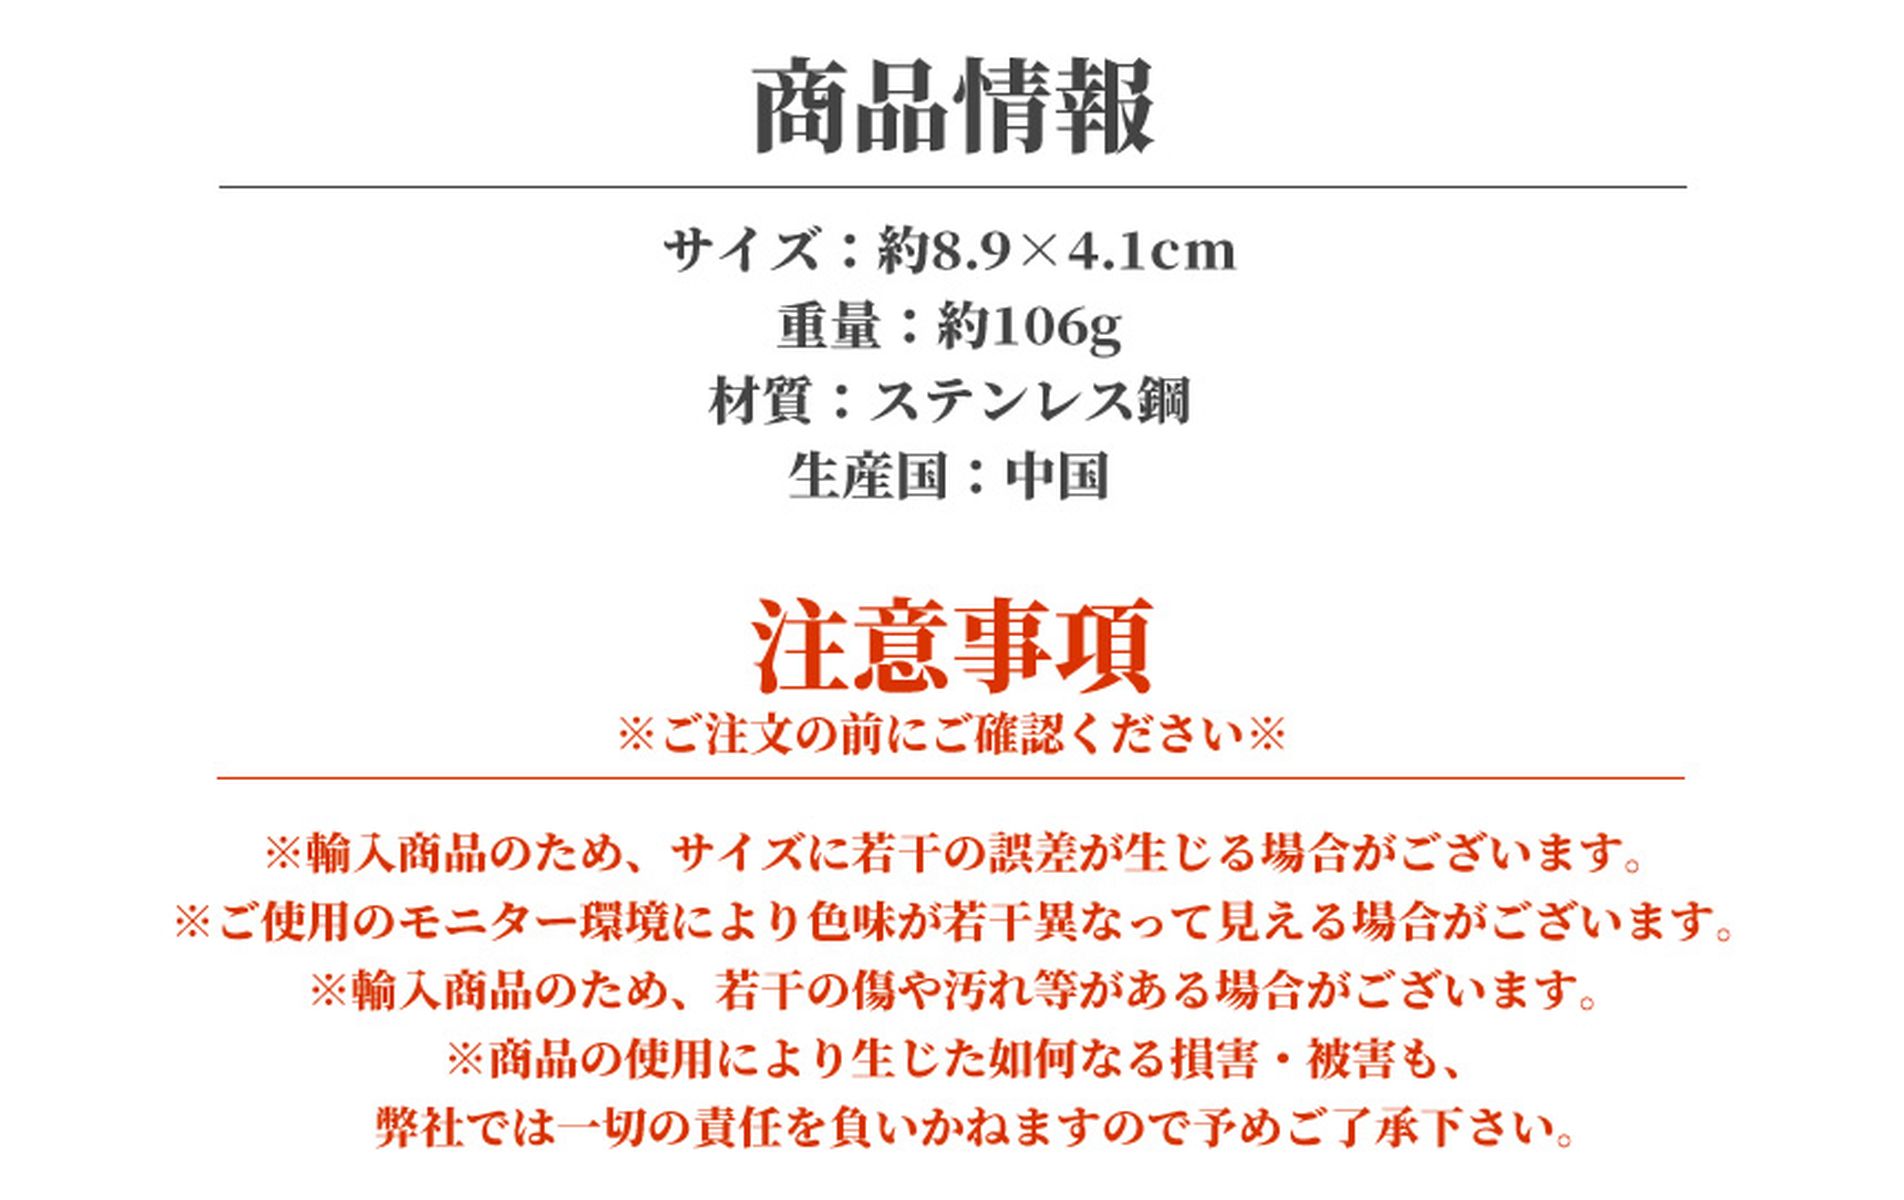 商品情報
サイズ：約8.9×4.1cm
重量：約106g
材質：ステンレス鋼
生産国：中国
注意事項
※ご注文の前にご確認ください※
※輸入商品のため、サイズに若干の誤差が生じる場合がございます。
※ご使用のモニター環境により色味が若干異なって見える場合がございます。
※輸入商品のため、若干の傷や汚れ等がある場合がございます。
※商品の使用により生じた如何なる損害・被害も、
弊社では一切の責任を負いかねますので予めご了承下さい。